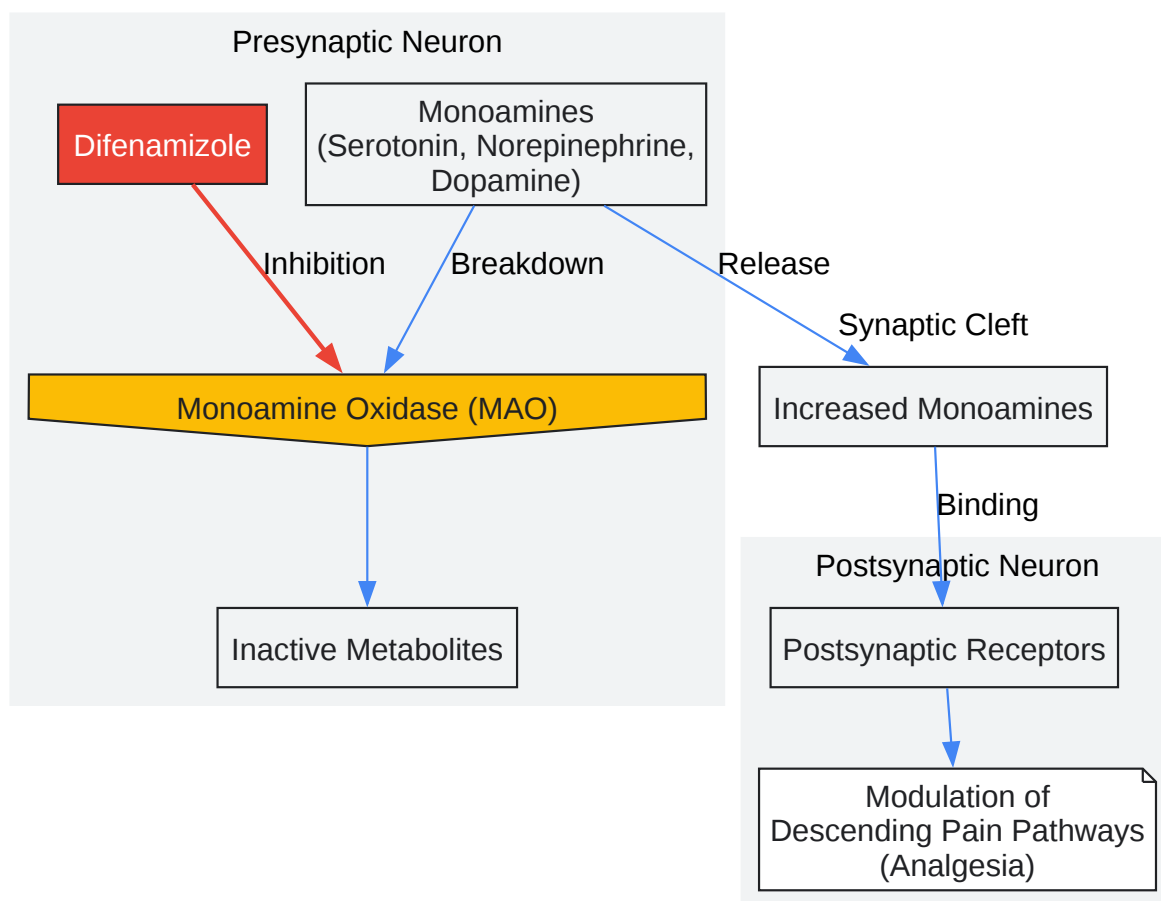 Presynaptic Neuron
Difenamizole
Monoamines
(Serotonin, Norepinephrine,
Dopamine)
Inhibition
Breakdown
Release
Synaptic Cleft
Monoamine Oxidase (MAO)
Increased Monoamines
Binding
Postsynaptic Neuron
Inactive Metabolites
Postsynaptic Receptors
Modulation of
Descending Pain Pathways
(Analgesia)